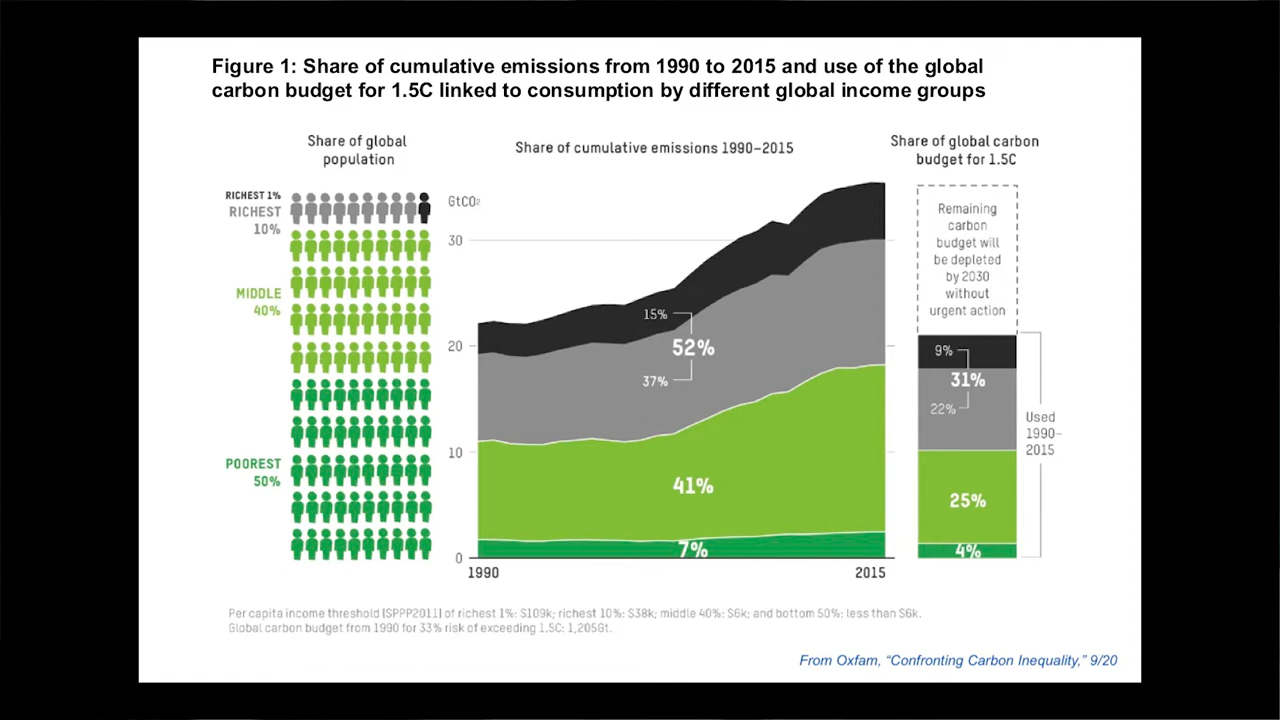 Figure 1: Share of cumulative emissions from 1990 to 2015 and use of the global
carbon budget for 1.5C linked to consumption by different global income groups
Share of global
population
RICHEST 1%
RICHEST
10%
MIDDLE
40%
POOREST
50%
Share of cumulative emissions 1990–2015
GtCO₂
30
20
10
0
15%
52%
37%
41%
7%
1990
2015
Share of global carbon
budget for 1.5C
Remaining
carbon
budget will
be depleted
by 2030
without
urgent action
9%
31%
22%
25%
4%
Used
1990–
2015
Per capita income threshold ($PPP2011) of richest 1%: $109k; richest 10%: $38k; middle 40%: $6k; and bottom 50%: less than $6k.
Global carbon budget from 1990 for 33% risk of exceeding 1.5C: 1,205Gt.
From Oxfam, “Confronting Carbon Inequality,” 9/20